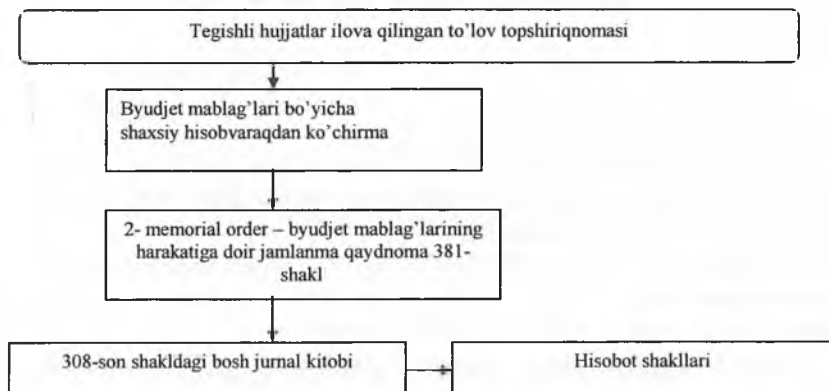 Tegishli hujjatlar ilova qilingan to'lov topshiriqnomasi
Byudjet mablag'lari bo'yicha
shaxsiy hisobvaraqdan ko'chirma
2- memorial order – byudjet mablag'larining
harakatiga doir jamlanma qaydnoma 381-
shakl
308-son shakldagi bosh jurnal kitobi
Hisobot shakllari